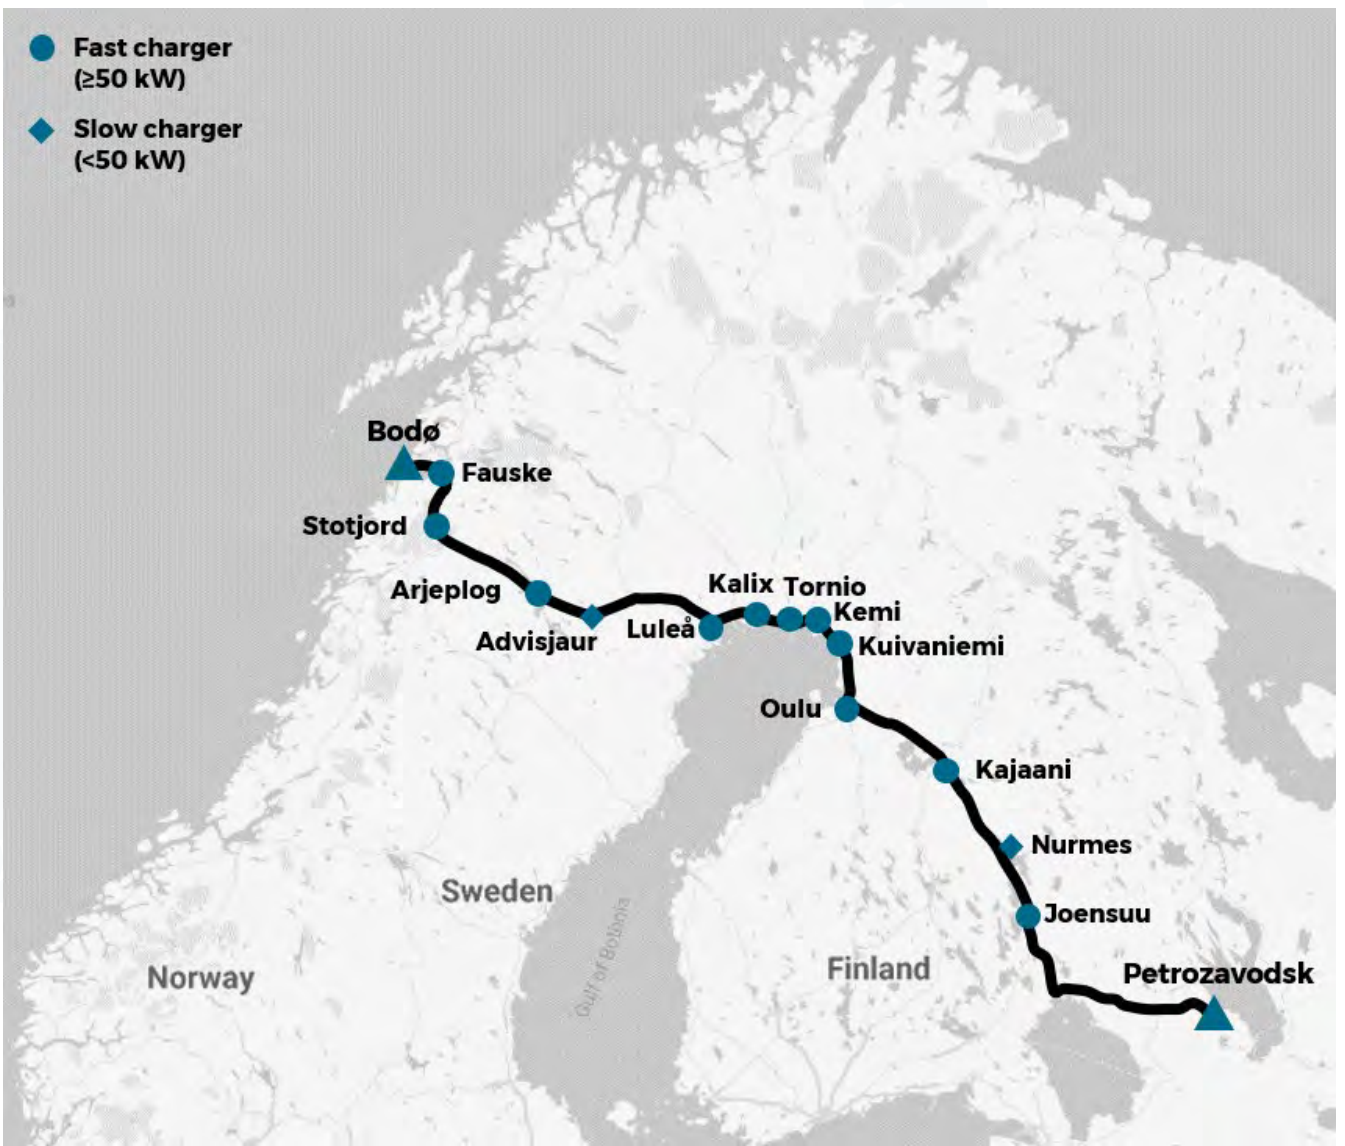 Fast charger
(≥50 kW)
Slow charger
(<50 kW)
Bodø
Fauske
Stotjord
Arjeplog
Advisjaur
Luleå
Kalix
Tornio
Kemi
Kuivaniemi
Oulu
Kajaani
Nurmes
Joensuu
Petrozavodsk
Sweden
Norway
Finland
Gulf of Botnnia